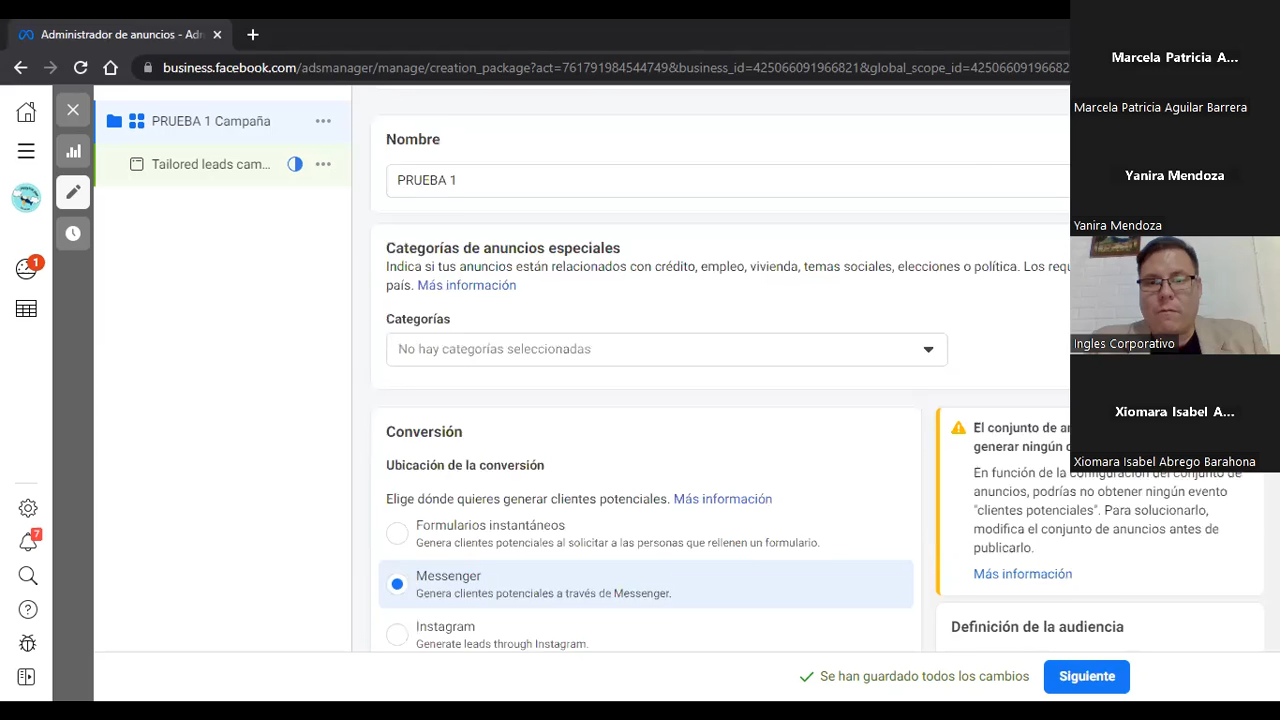 Administrador de anuncios - Adr
business.facebook.com/adsmanager/manage/creation_package?act=761791984544749&business_id=425066091966821&global_scope_id=42506609196682
PRUEBA 1 Campaña
Tailored leads cam...
Nombre
PRUEBA 1
Categorías de anuncios especiales
Indica si tus anuncios están relacionados con crédito, empleo, vivienda, temas sociales, elecciones o política. Los requ
país. Más información
Categorías
No hay categorías seleccionadas
Conversión
Ubicación de la conversión
Elige dónde quieres generar clientes potenciales. Más información
Formularios instantáneos
Genera clientes potenciales al solicitar a las personas que rellenen un formulario.
Messenger
Genera clientes potenciales a través de Messenger.
Instagram
Generate leads through Instagram.
El conjunto de an
generar ningún c
En función de la configuración del conjunto de
anuncios, podrías no obtener ningún evento
"clientes potenciales". Para solucionarlo,
modifica el conjunto de anuncios antes de
publicarlo.
Más información
Definición de la audiencia
Se han guardado todos los cambios
Siguiente
1
7
Marcela Patricia A...
Marcela Patricia Aguilar Barrera
Yanira Mendoza
Yanira Mendoza
Ingles Corporativo
Xiomara Isabel A...
Xiomara Isabel Abrego Barahona